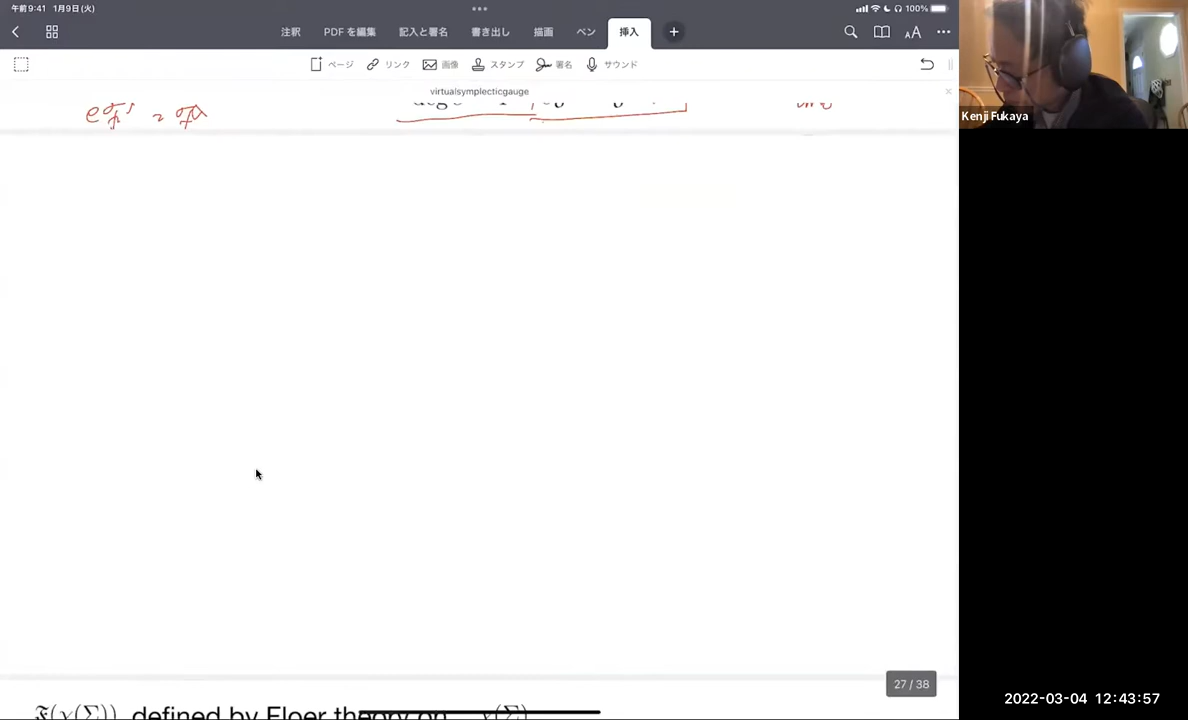 午前9:41 1月9日(火)
100%
注釈 PDF を編集 記入と署名 書き出し 描画 ペン 挿入
AA
ページ リンク 画像 スタンプ 署名 サウンド
virtualsymplecticgauge
Kenji Fukaya
27 / 38
𝔉(χ(Σ)) defined by Floer theory on χ(Σ)
2022-03-04 12:43:57